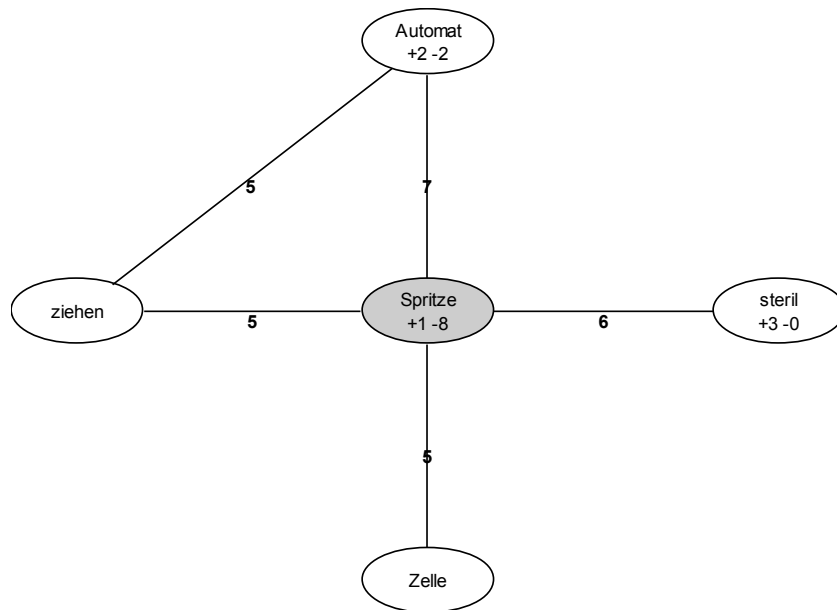 Automat
+2 -2
5
7
ziehen
5
Spritze
+1 -8
6
steril
+3 -0
5
Zelle